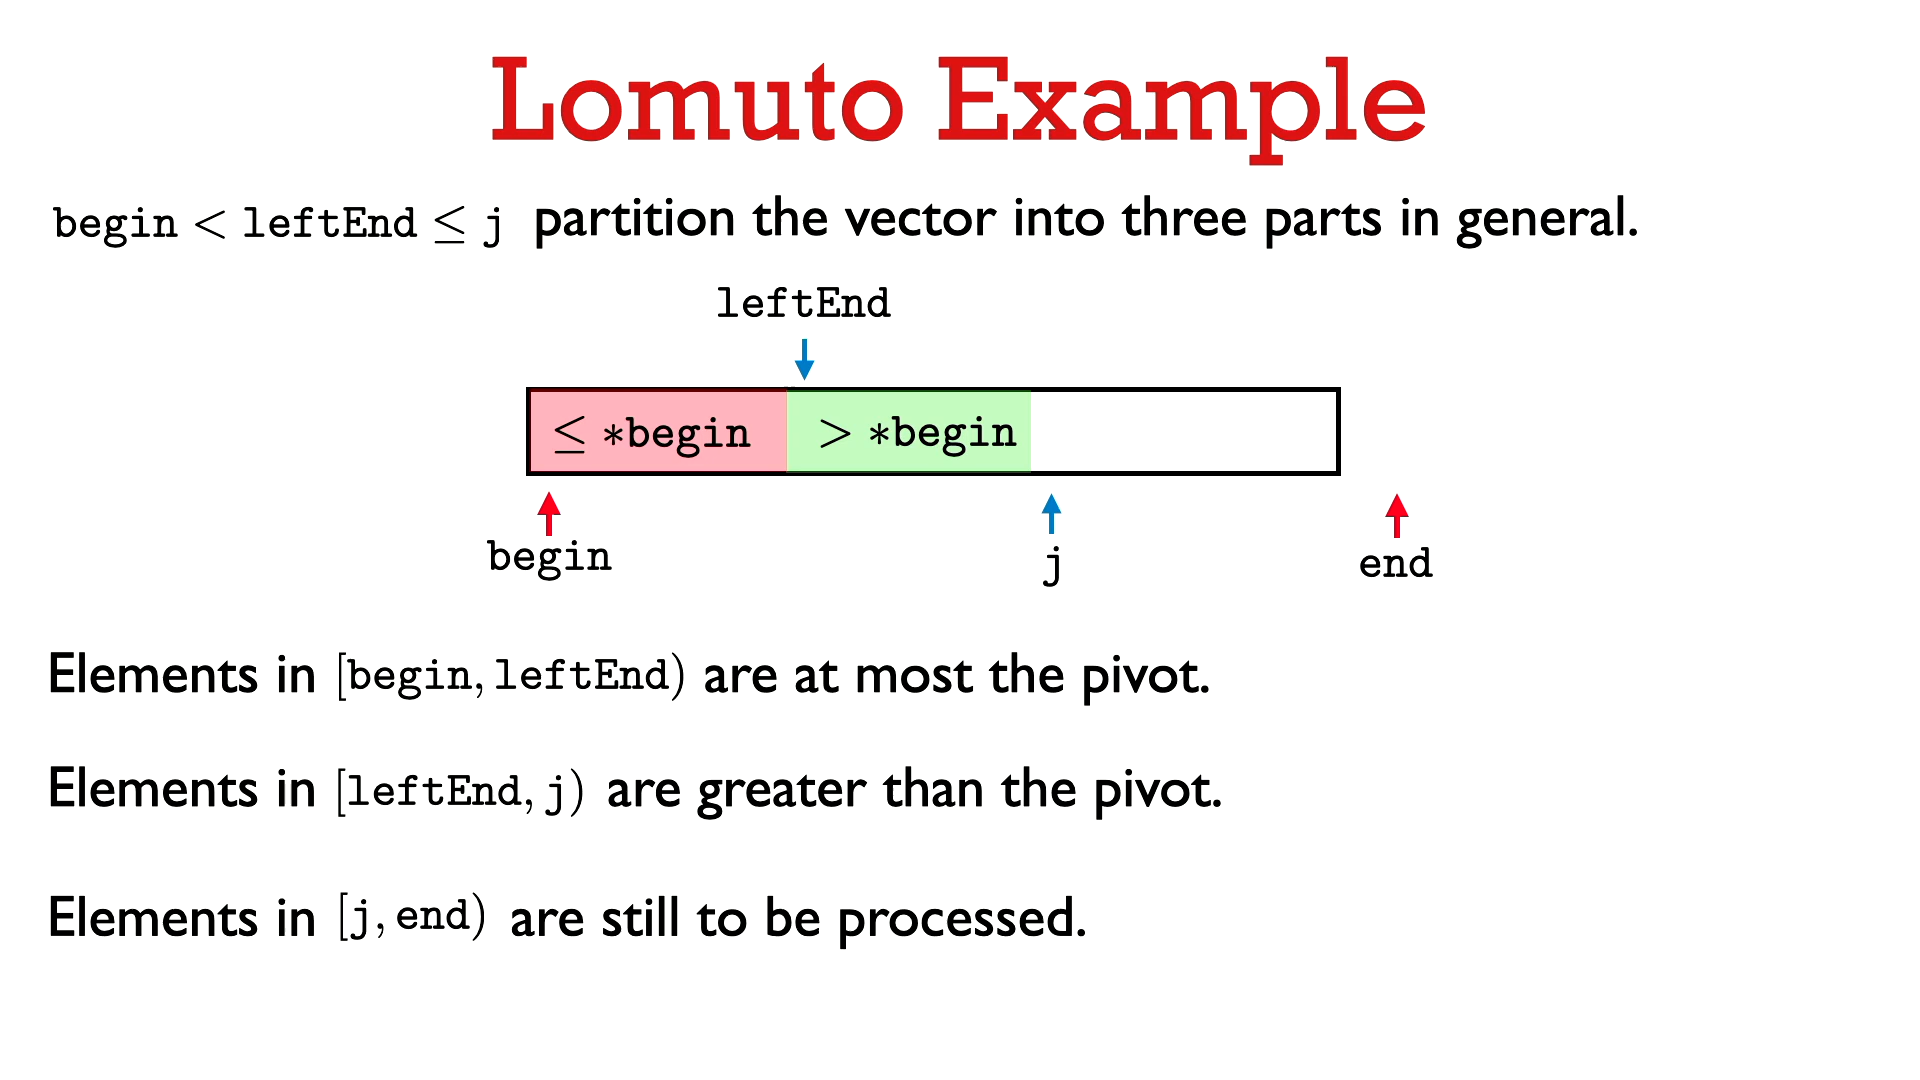 Lomuto Example
begin < leftEnd ≤ j partition the vector into three parts in general.
leftEnd
≤ *begin > *begin
begin j end
Elements in [begin, leftEnd) are at most the pivot.
Elements in [leftEnd, j) are greater than the pivot.
Elements in [j, end) are still to be processed.